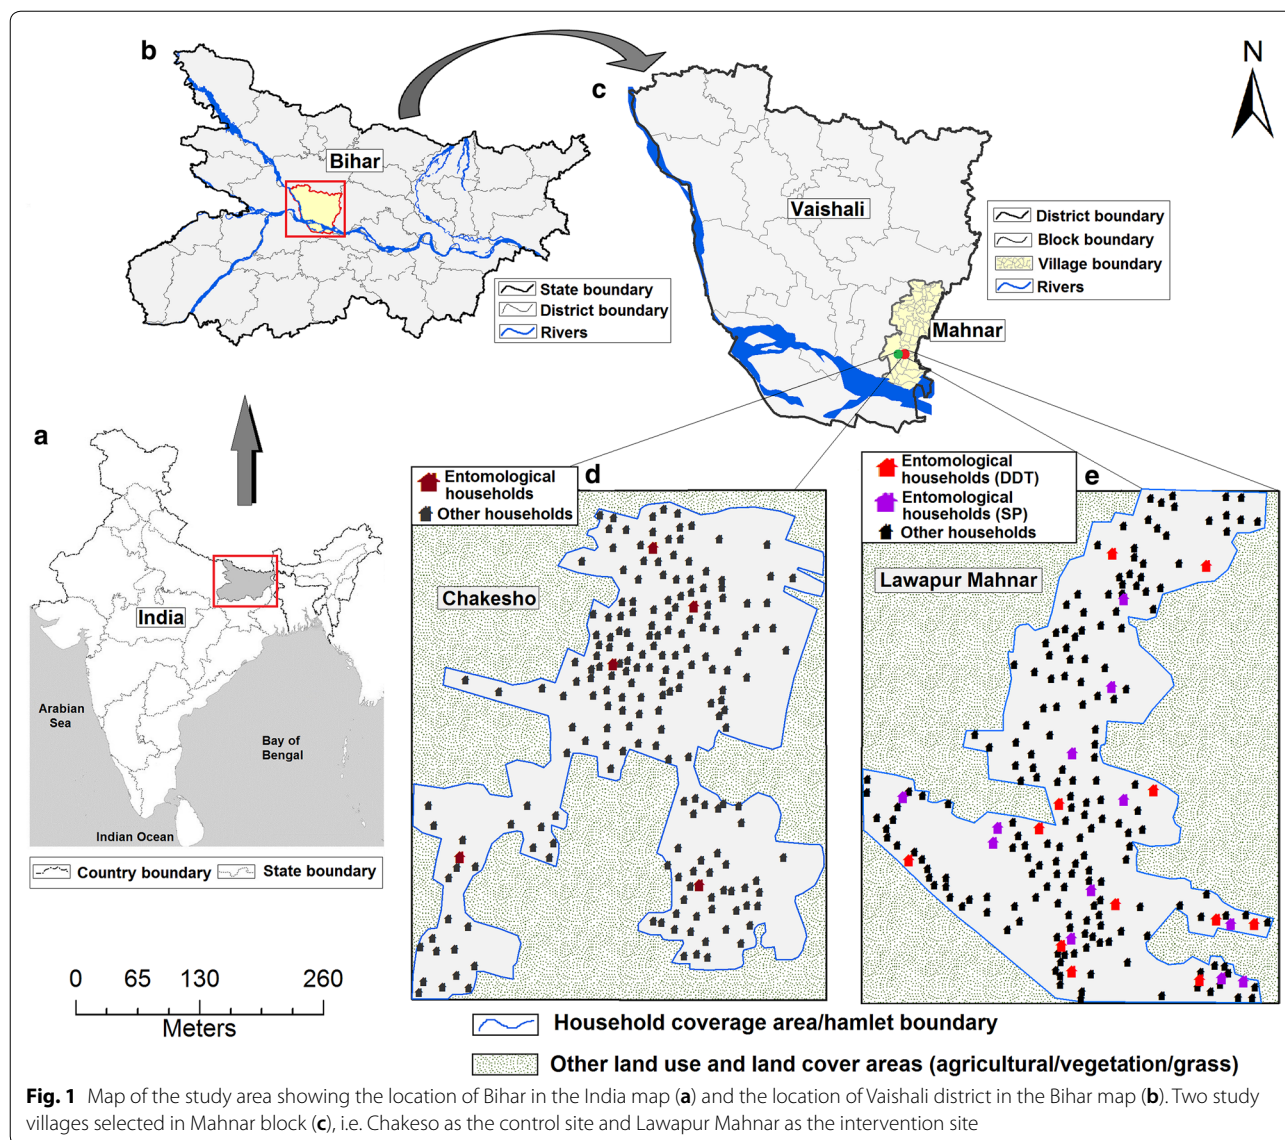 b
Bihar
State boundary
District boundary
Rivers
c
N
Vaishali
Mahnar
District boundary
Block boundary
Village boundary
Rivers
a
India
Arabian
Sea
Bay of
Bengal
Indian Ocean
Country boundary
State boundary
0 65 130 260
Meters
d
Entomological
households
Other households
Chakesho
e
Entomological
households (DDT)
Entomological
households (SP)
Other households
Lawapur Mahnar
Household coverage area/hamlet boundary
Other land use and land cover areas (agricultural/vegetation/grass)
Fig. 1 Map of the study area showing the location of Bihar in the India map (a) and the location of Vaishali district in the Bihar map (b). Two study
villages selected in Mahnar block (c), i.e. Chakeso as the control site and Lawapur Mahnar as the intervention site